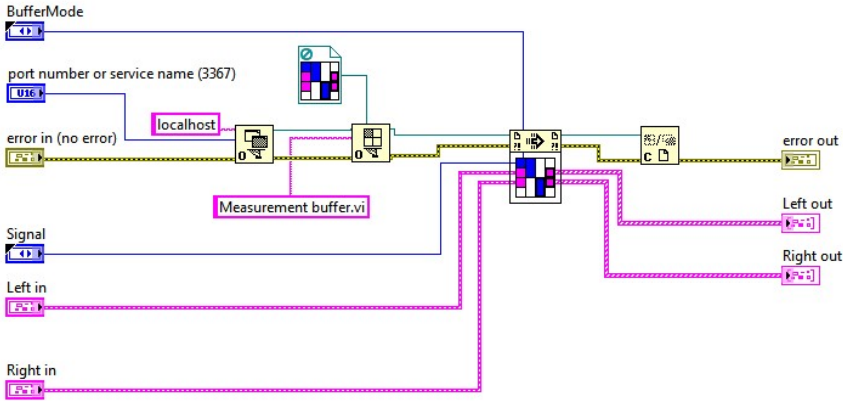 BufferMode
port number or service name (3367)
U16
localhost
error in (no error)
error out
Measurement buffer.vi
Left out
Signal
Right out
Left in
Right in